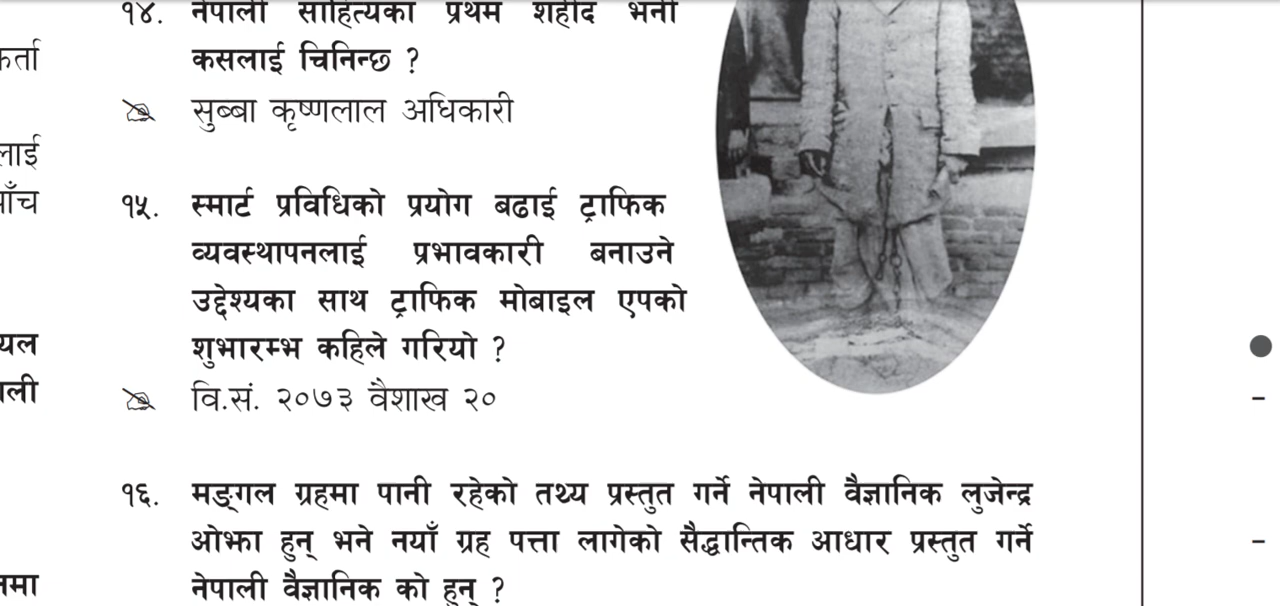 १४. नेपाली साहित्यका प्रथम शहीद भनी
कसलाई चिनिन्छ ?
सुब्बा कृष्णलाल अधिकारी
१५. स्मार्ट प्रविधिको प्रयोग बढाई ट्राफिक
व्यवस्थापनलाई प्रभावकारी बनाउने
उद्देश्यका साथ ट्राफिक मोबाइल एपको
शुभारम्भ कहिले गरियो ?
वि.सं. २०७३ वैशाख २०
१६. मङ्गल ग्रहमा पानी रहेको तथ्य प्रस्तुत गर्ने नेपाली वैज्ञानिक लुजेन्द्र
ओझा हुन् भने नयाँ ग्रह पत्ता लागेको सैद्धान्तिक आधार प्रस्तुत गर्ने
नेपाली वैज्ञानिक को हुन् ?